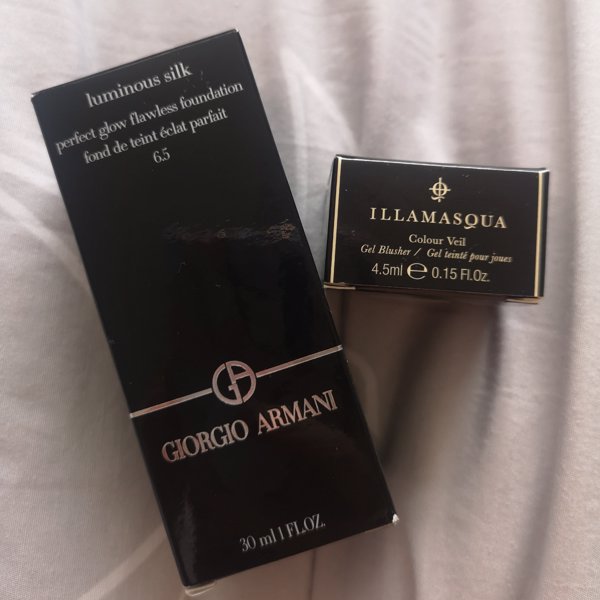 luminous silk
perfect glow flawless foundation
fond de teint éclat parfait
6.5
GA
GIORGIO ARMANI
30 ml 1 FL.OZ.
ILLAMASQUA
Colour Veil
Gel Blusher / Gel teinté pour joues
4.5ml ℮ 0.15 Fl.Oz.